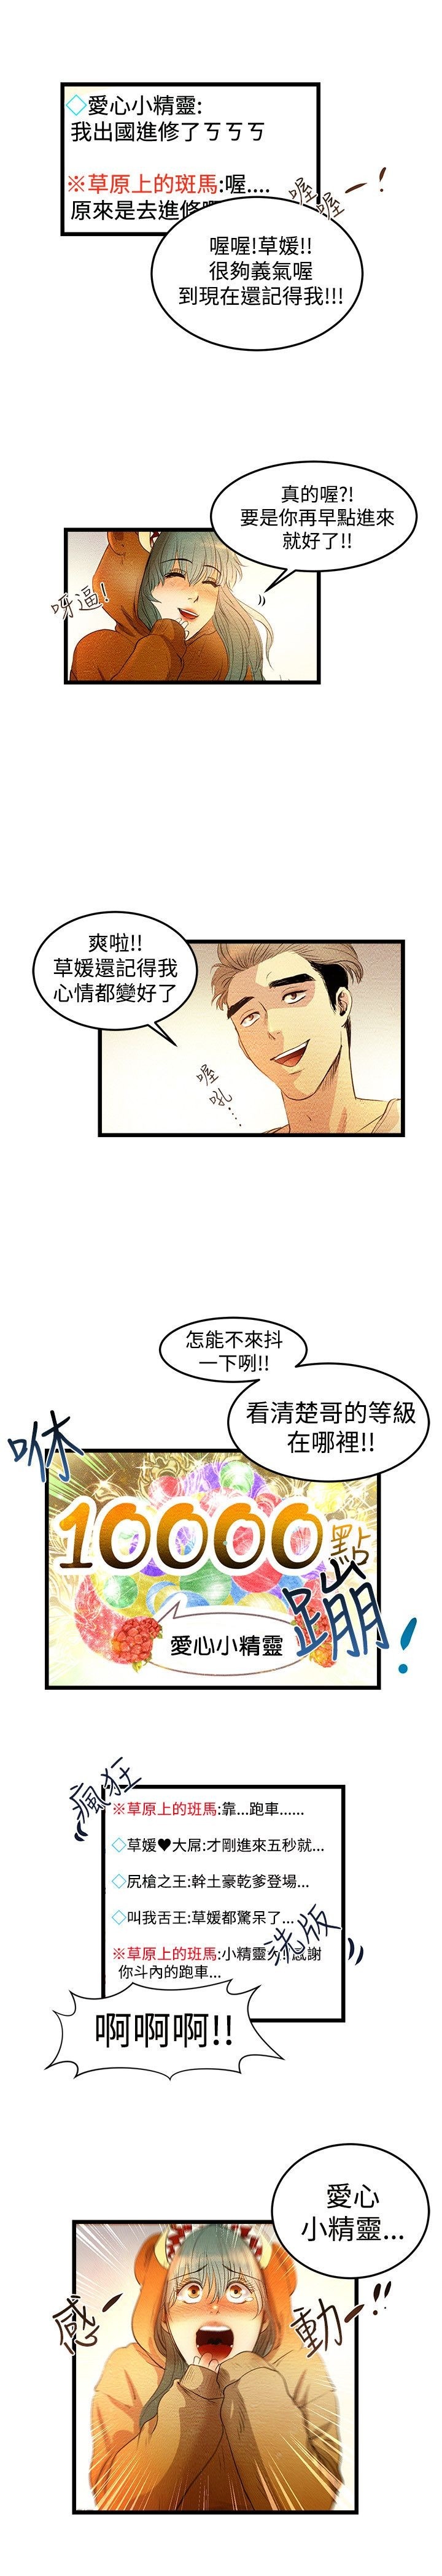 ◇愛心小精靈:
我出國進修了ㄎㄎㄎ
※草原上的斑馬:喔....
原來是去進修
喔
喔
─!
喔喔!草媛!!
很夠義氣喔
到現在還記得我!!!
真的喔?!
要是你再早點進來
就好了!!
呀逼!
爽啦!!
草媛還記得我
心情都變好了
喔
吼....
怎能不來抖
一下咧!!
看清楚哥的等級
在哪裡!!
咻
10000點
愛心小精靈
蹦!
瘋狂
※草原上的班馬:靠...跑車......
◇草媛♥大屌:才剛進來五秒就...
◇尻槍之王:幹土豪乾爹登場...
◇叫我舌王:草媛都驚呆了...
※草原上的班馬:小精靈 感謝
你斗內的跑車...
洗版
啊啊啊!!
愛心
小精靈...
感─
動─!!